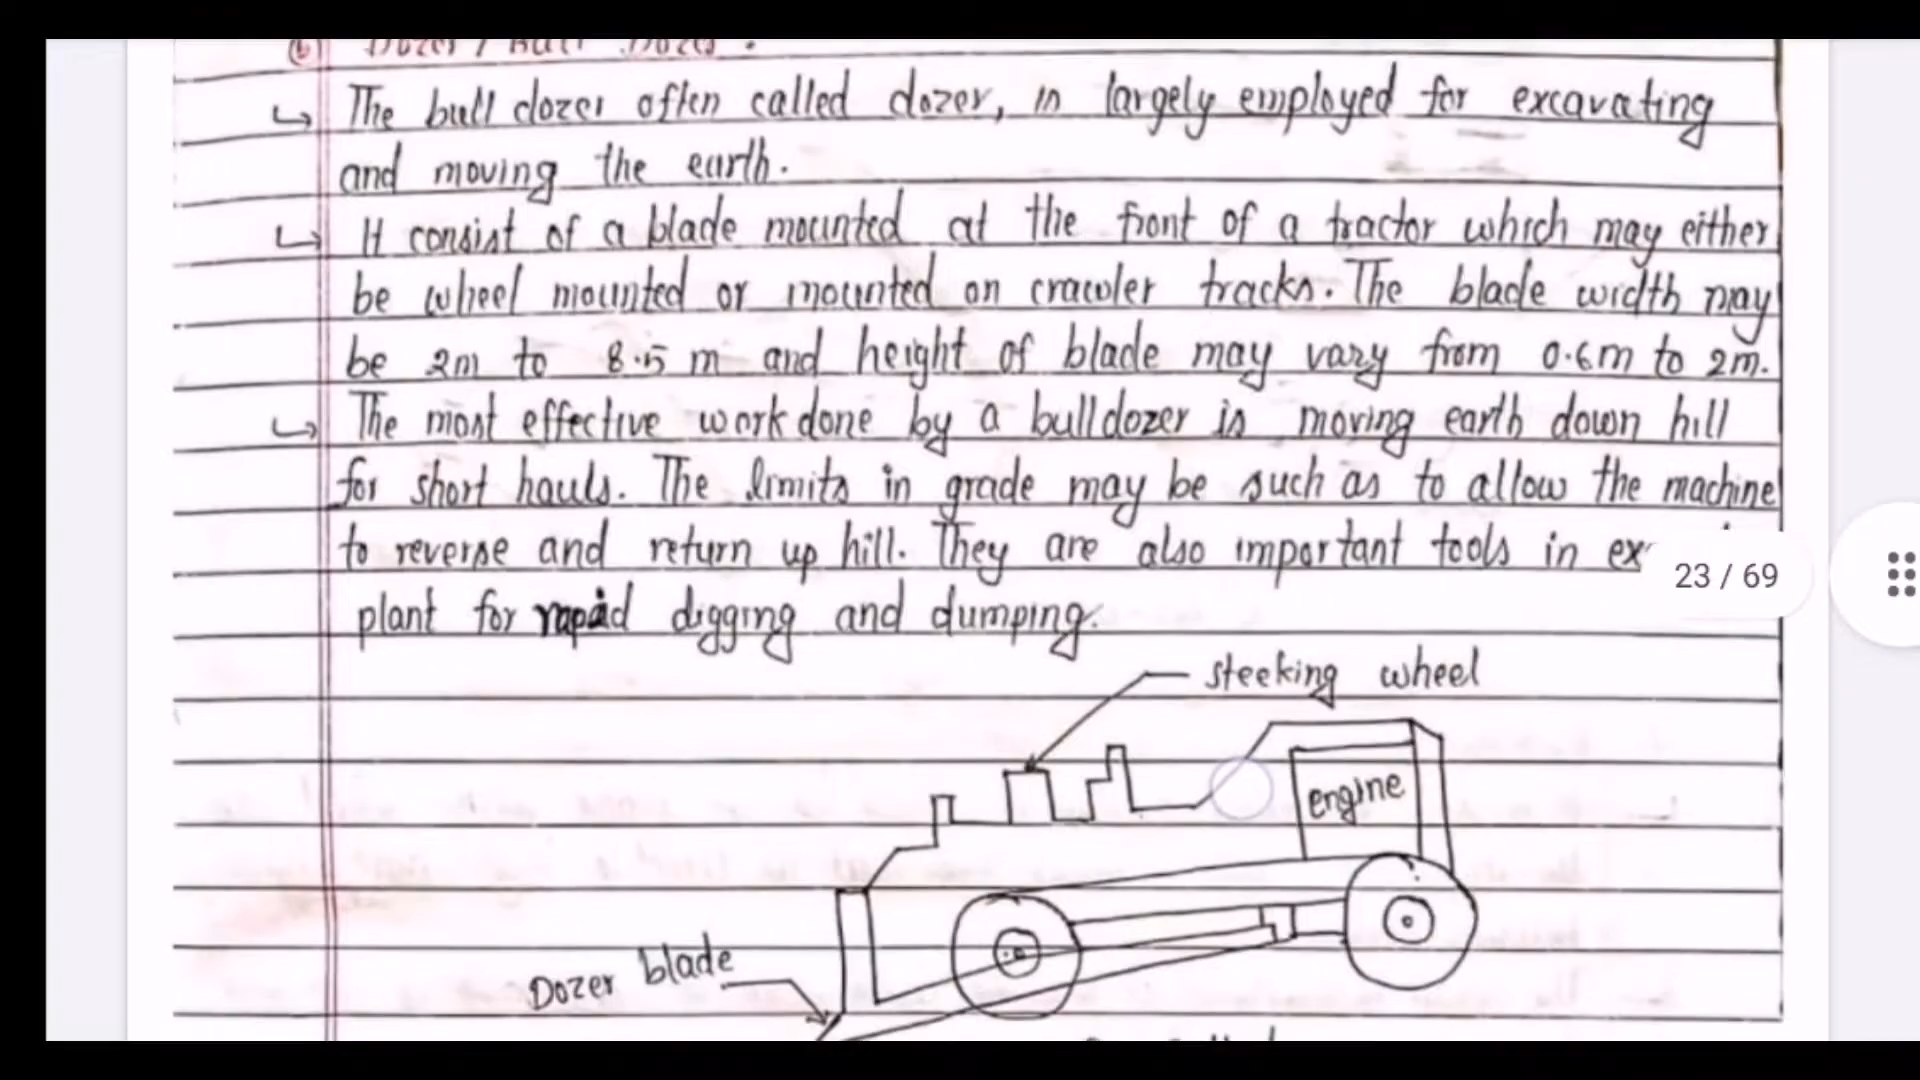 (b) Dozer / Bull Dozer :
↳ The bull dozer often called dozer, is largely employed for excavating
and moving the earth.
↳ It consist of a blade mounted at the front of a tractor which may either
be wheel mounted or mounted on crawler tracks. The blade width may
be 2m to 8.5 m and height of blade may vary from 0.6m to 2m.
↳ The most effective work done by a bulldozer is moving earth down hill
for short hauls. The limits in grade may be such as to allow the machine
to reverse and return up hill. They are also important tools in ex
23 / 69
plant for rapid digging and dumping.
steeking wheel
engine
Dozer blade